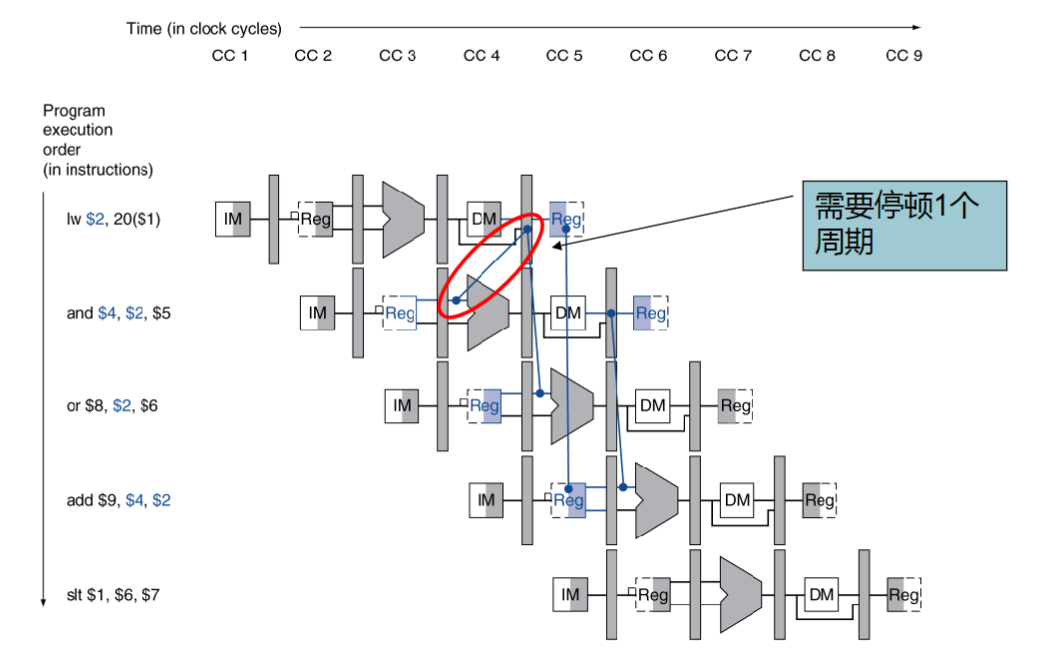 Time (in clock cycles)
CC 1 CC 2 CC 3 CC 4 CC 5 CC 6 CC 7 CC 8 CC 9
Program
execution
order
(in instructions)
需要停顿1个
周期
lw $2, 20($1) IM Reg DM Reg
and $4, $2, $5 IM Reg DM Reg
or $8, $2, $6 IM Reg DM Reg
add $9, $4, $2 IM Reg DM Reg
slt $1, $6, $7 IM Reg DM Reg